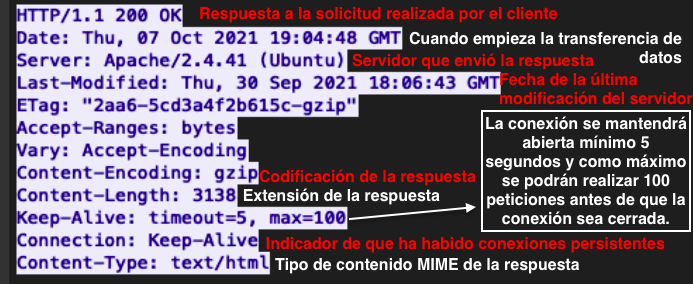 HTTP/1.1 200 OK Respuesta a la solicitud realizada por el cliente
Date: Thu, 07 Oct 2021 19:04:48 GMT Cuando empieza la transferencia de
datos
Server: Apache/2.4.41 (Ubuntu) Servidor que envió la respuesta
Last-Modified: Thu, 30 Sep 2021 18:06:43 GMT Fecha de la última
modificación del servidor
ETag: "2aa6-5cd3a4f2b615c-gzip"
Accept-Ranges: bytes
Vary: Accept-Encoding
Content-Encoding: gzip Codificación de la respuesta
Content-Length: 3138 Extensión de la respuesta
Keep-Alive: timeout=5, max=100
La conexión se mantendrá
abierta mínimo 5
segundos y como máximo
se podrán realizar 100
peticiones antes de que la
conexión sea cerrada.
Connection: Keep-Alive Indicador de que ha habido conexiones persistentes
Content-Type: text/html Tipo de contenido MIME de la respuesta